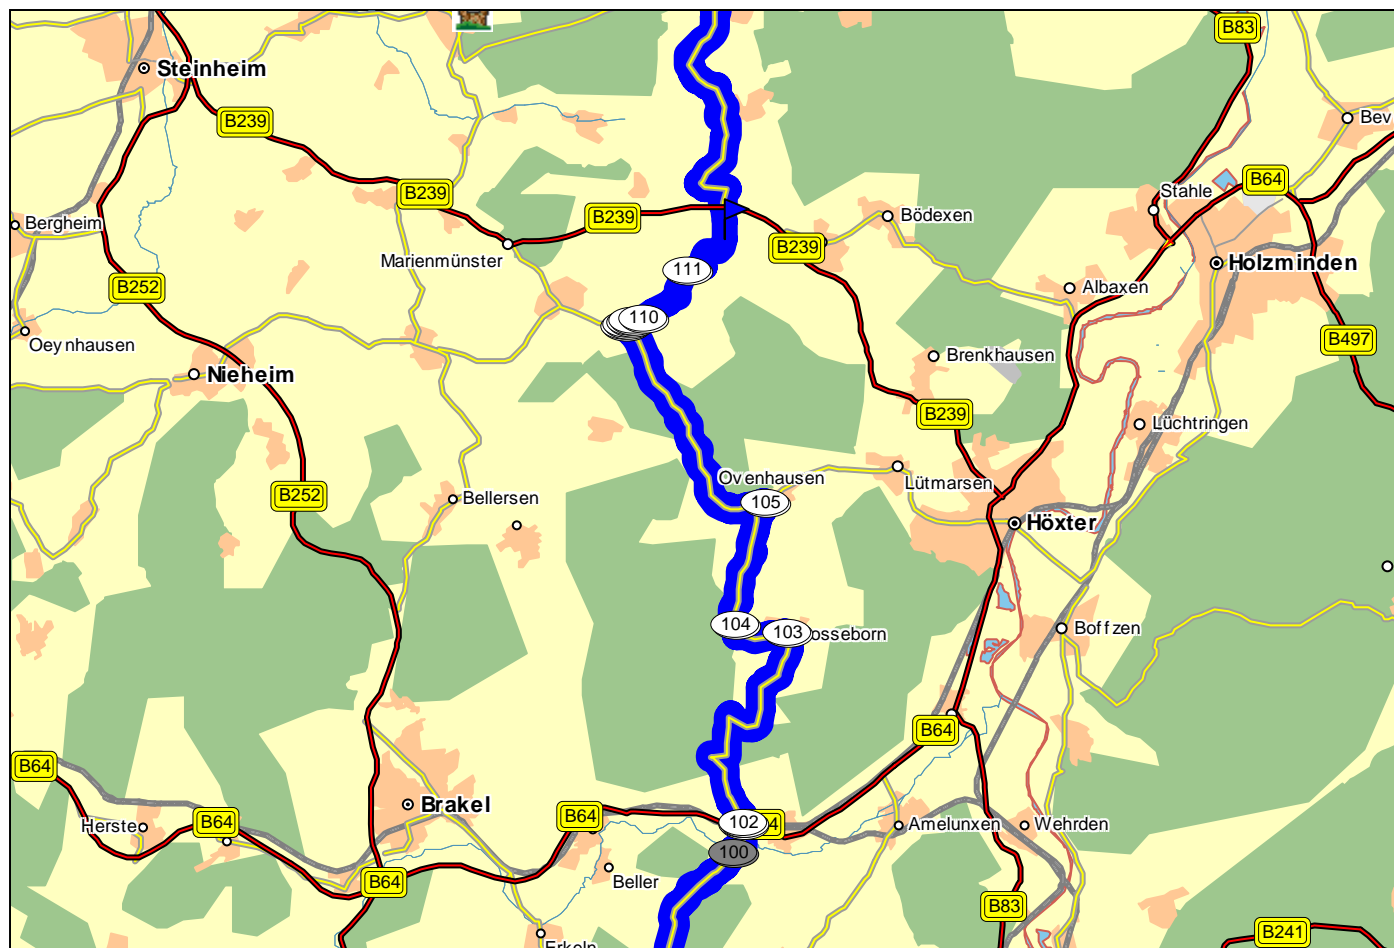 B83
Steinheim
Bev
B239
B64
B239
Stahle
B239
Bödexen
Bergheim
B239
Marienmünster
Holzminden
111
B252
Albaxen
110
Oeynhausen
B497
Brenkhausen
Nieheim
B239
Lüchtringen
Ovenhausen
Lütmarsen
B252
Bellersen
105
Höxter
104
103
osseborn
Boffzen
B64
B64
Brakel
B64
Herste
B64
102
4
Amelunxen
Wehrden
100
B64
Beller
B83
B241
Erkeln